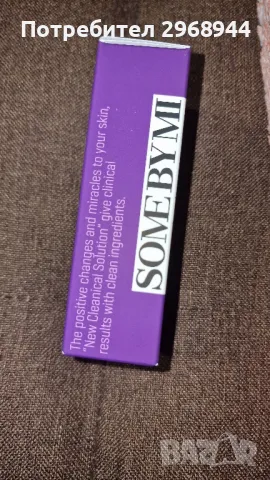 Потребител 2968944
The positive changes and miracles to your skin,
"New Cleanical Solution" give clinical
results with clean ingredients.
SOMEBYMI
BAZAR